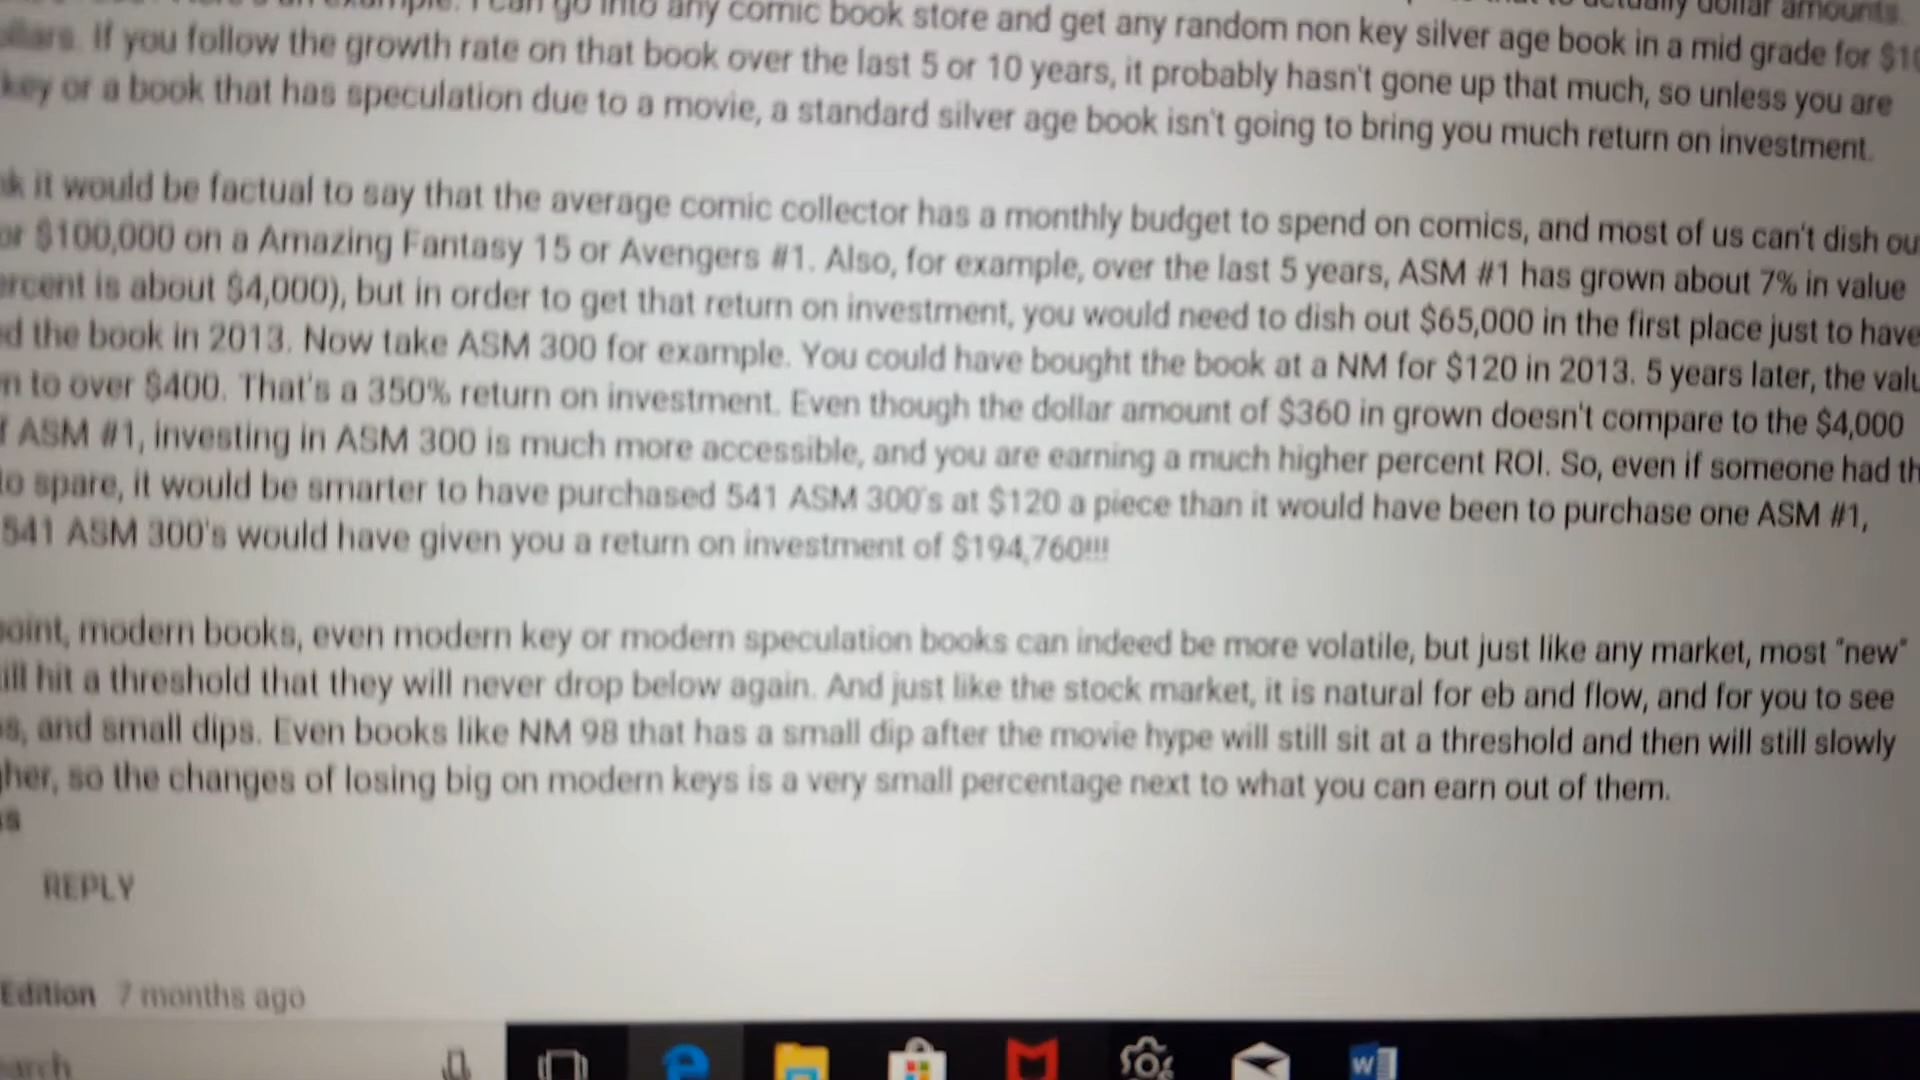 an example. I can go into any comic book store and get any random non key silver age book in a mid grade for $10
If you follow the growth rate on that book over the last 5 or 10 years, it probably hasn't gone up that much, so unless you are
key or a book that has speculation due to a movie, a standard silver age book isn't going to bring you much return on investment.
it would be factual to say that the average comic collector has a monthly budget to spend on comics, and most of us can't dish ou
or $100,000 on a Amazing Fantasy 15 or Avengers #1. Also, for example, over the last 5 years, ASM #1 has grown about 7% in value
ercent is about $4,000), but in order to get that return on investment, you would need to dish out $65,000 in the first place just to have
d the book in 2013. Now take ASM 300 for example. You could have bought the book at a NM for $120 in 2013. 5 years later, the valu
n to over $400. That's a 350% return on investment. Even though the dollar amount of $360 in grown doesn't compare to the $4,000
f ASM #1, investing in ASM 300 is much more accessible, and you are earning a much higher percent ROI. So, even if someone had th
to spare, it would be smarter to have purchased 541 ASM 300's at $120 a piece than it would have been to purchase one ASM #1,
541 ASM 300's would have given you a return on investment of $194,760!!!
oint, modern books, even modern key or modern speculation books can indeed be more volatile, but just like any market, most "new"
ill hit a threshold that they will never drop below again. And just like the stock market, it is natural for eb and flow, and for you to see
s, and small dips. Even books like NM 98 that has a small dip after the movie hype will still sit at a threshold and then will still slowly
gher, so the changes of losing big on modern keys is a very small percentage next to what you can earn out of them.
ss
REPLY
Edition 7 months ago
earch
W